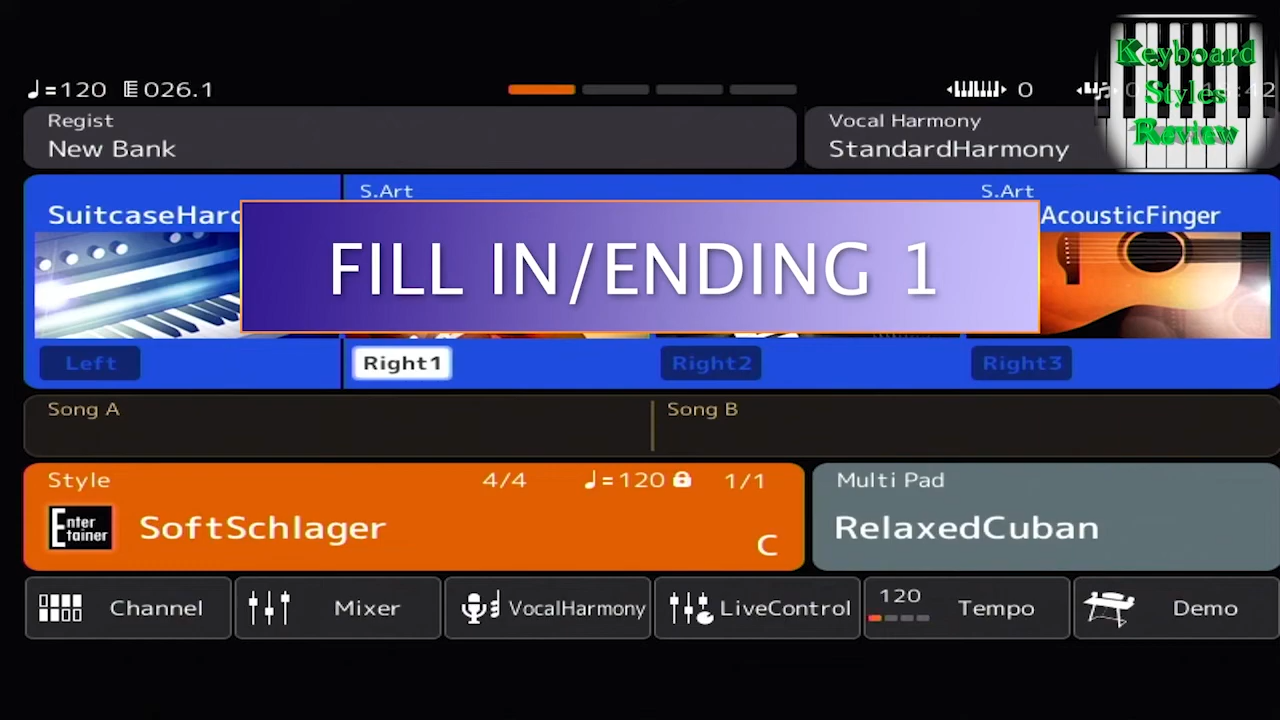 =120 026.1
0
Keyboard
Styles
Review
Regist
New Bank
Vocal Harmony
StandardHarmony
S.Art
S.Art
AcousticFinger
FILL IN/ENDING 1
Left
Right1
Right2
Right3
Song A
Song B
Style
4/4
=120
1/1
Enter
tainer
SoftSchlager
C
Multi Pad
RelaxedCuban
Channel
Mixer
VocalHarmony
LiveControl
120
Tempo
Demo